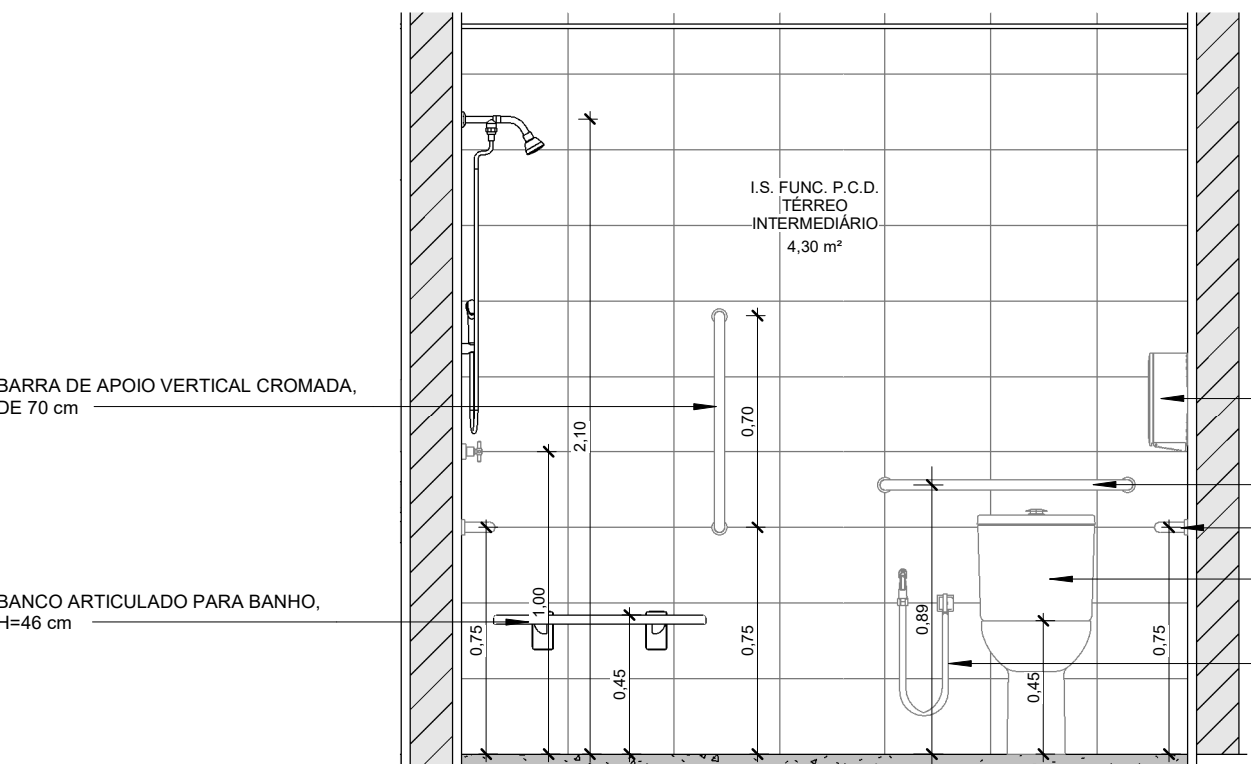 I.S. FUNC. P.C.D.
TÉRREO
INTERMEDIÁRIO
4,30 m²
BARRA DE APOIO VERTICAL CROMADA,
DE 70 cm
2,10
0,70
BANCO ARTICULADO PARA BANHO,
H=46 cm
0,75
1,00
0,45
0,75
0,89
0,45
0,75